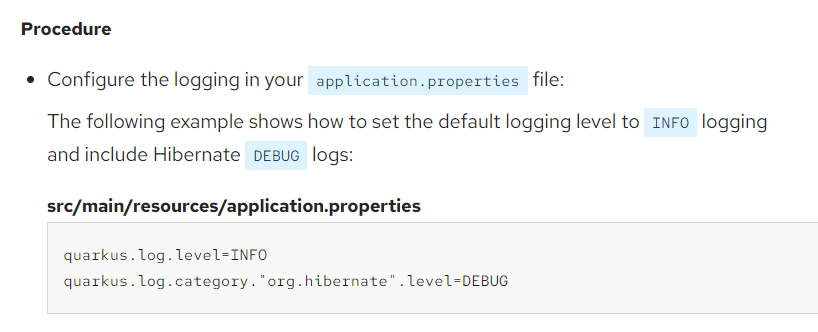 Procedure
Configure the logging in your application.properties file:
The following example shows how to set the default logging level to INFO logging
and include Hibernate DEBUG logs:
src/main/resources/application.properties
quarkus.log.level=INFO
quarkus.log.category."org.hibernate".level=DEBUG